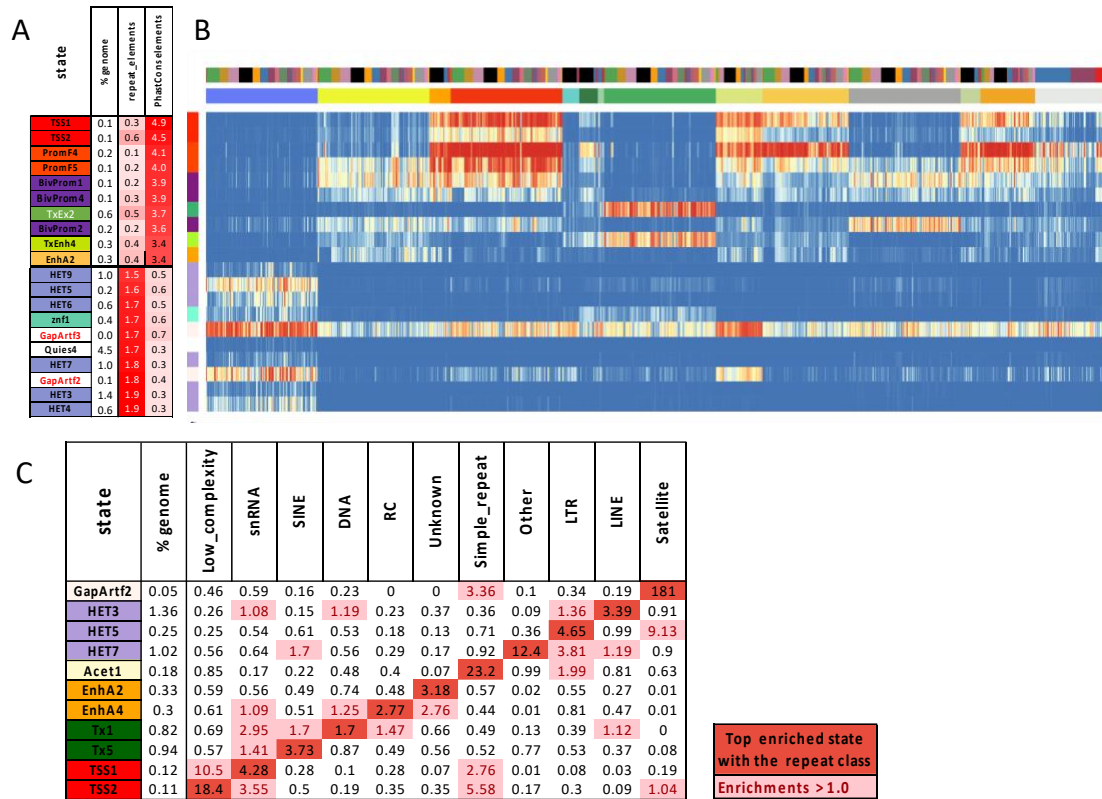 A
B
state
% genome
repeat_elements
PhastConselements
TSS1 0.1 0.3 4.9
TSS2 0.1 0.6 4.5
PromF4 0.2 0.1 4.1
PromF5 0.1 0.2 4.0
BivProm1 0.1 0.2 3.9
BivProm4 0.1 0.3 3.9
TxEx2 0.6 0.5 3.7
BivProm2 0.2 0.2 3.6
TxEnh4 0.3 0.4 3.4
EnhA2 0.3 0.4 3.4
HET9 1.0 1.5 0.5
HET5 0.2 1.6 0.6
HET6 0.6 1.7 0.5
znf1 0.4 1.7 0.6
GapArtf3 0.0 1.7 0.7
Quies4 4.5 1.7 0.3
HET7 1.0 1.8 0.3
GapArtf2 0.1 1.8 0.4
HET3 1.4 1.9 0.3
HET4 0.6 1.9 0.3
C
state
% genome
Low_complexity
snRNA
SINE
DNA
RC
Unknown
Simple_repeat
Other
LTR
LINE
Satellite
GapArtf2 0.05 0.46 0.59 0.16 0.23 0 0 3.36 0.1 0.34 0.19 181
HET3 1.36 0.26 1.08 0.15 1.19 0.23 0.37 0.36 0.09 1.36 3.39 0.91
HET5 0.25 0.25 0.54 0.61 0.53 0.18 0.13 0.71 0.36 4.65 0.99 9.13
HET7 1.02 0.56 0.64 1.7 0.56 0.29 0.17 0.92 12.4 3.81 1.19 0.9
Acet1 0.18 0.85 0.17 0.22 0.48 0.4 0.07 23.2 0.99 1.99 0.81 0.63
EnhA2 0.33 0.59 0.56 0.49 0.74 0.48 3.18 0.57 0.02 0.55 0.27 0.01
EnhA4 0.3 0.61 1.09 0.51 1.25 2.77 2.76 0.44 0.01 0.81 0.47 0.01
Tx1 0.82 0.69 2.95 1.7 1.7 1.47 0.66 0.49 0.13 0.39 1.12 0
Tx5 0.94 0.57 1.41 3.73 0.87 0.49 0.56 0.52 0.77 0.53 0.37 0.08
TSS1 0.12 10.5 4.28 0.28 0.1 0.28 0.07 2.76 0.01 0.08 0.03 0.19
TSS2 0.11 18.4 3.55 0.5 0.19 0.35 0.35 5.58 0.17 0.3 0.09 1.04
Top enriched state
with the repeat class
Enrichments > 1.0